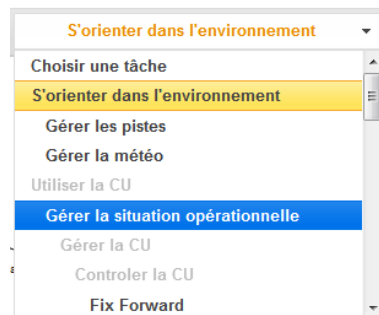 S'orienter dans l'environnement
Choisir une tâche
S'orienter dans l'environnement
Gérer les pistes
Gérer la météo
Utiliser la CU
Gérer la situation opérationnelle
Gérer la CU
Controler la CU
Fix Forward